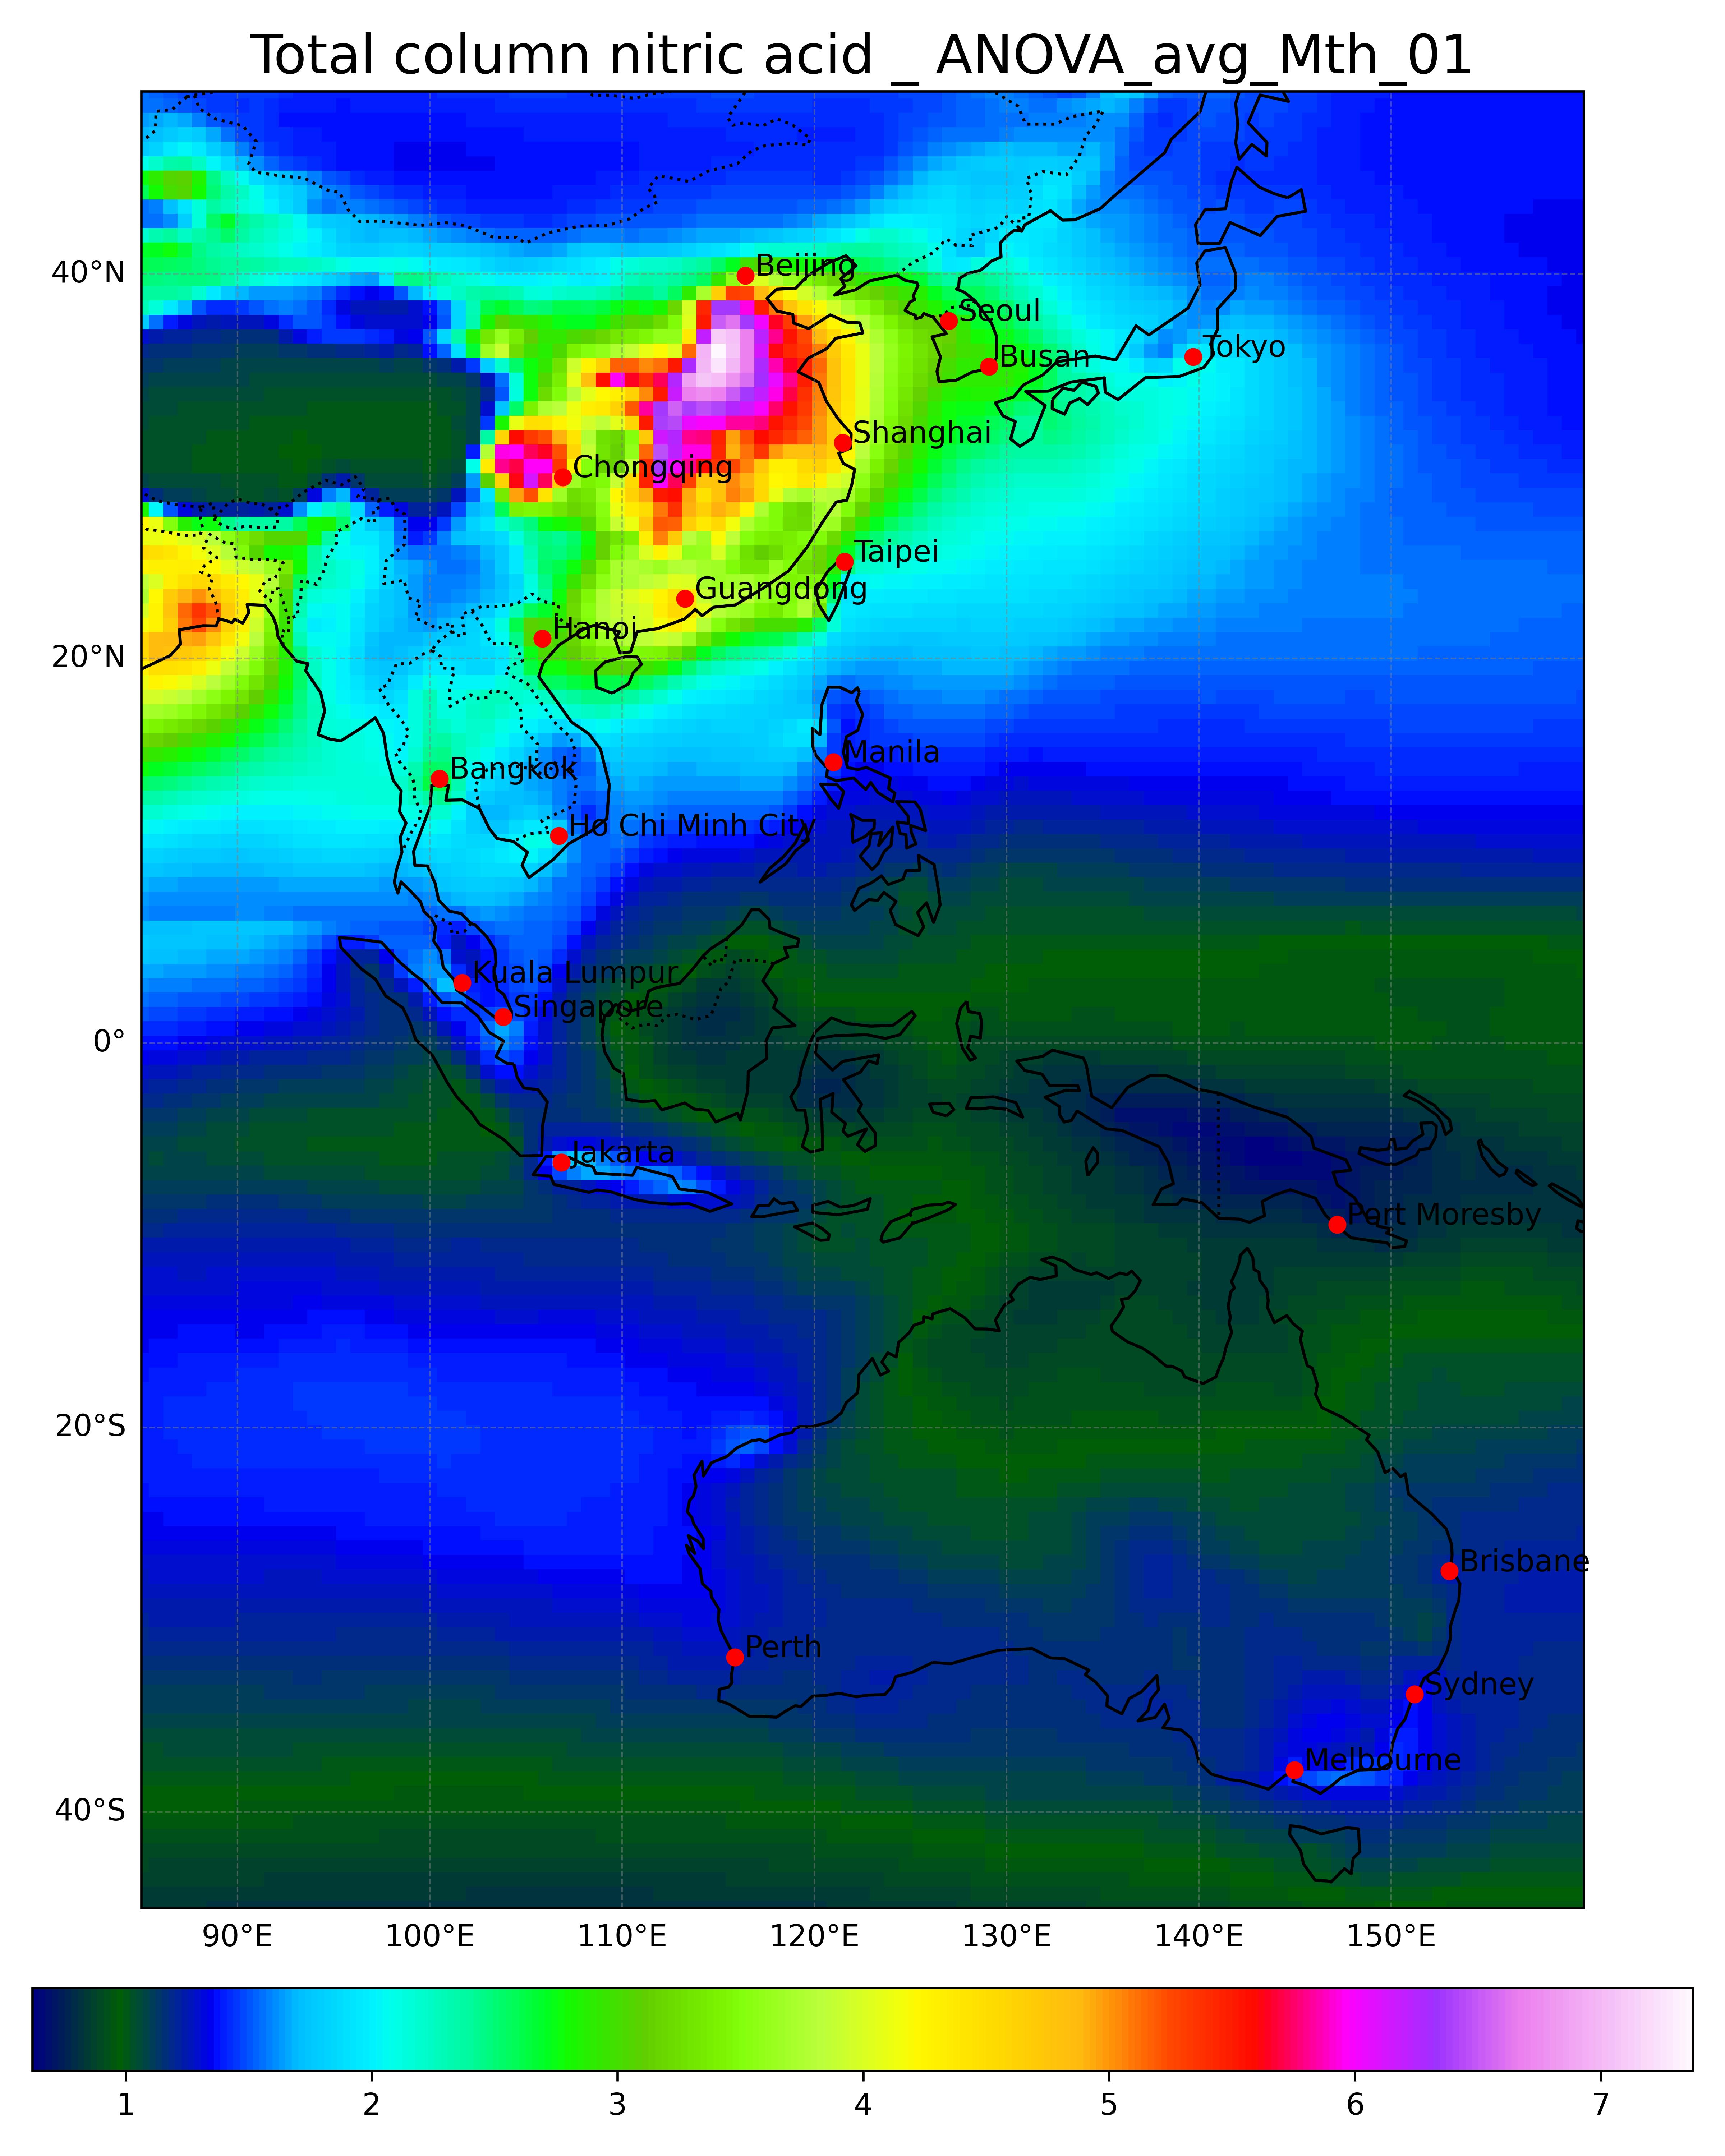 Total column nitric acid _ ANOVA_avg_Mth_01
40°N
20°N
0°
20°S
40°S
Beijing
Seoul
Busan
Tokyo
Shanghai
Chongqing
Taipei
Guangdong
Hanoi
Manila
Bangkok
Ho Chi Minh City
Kuala Lumpur
Singapore
Jakarta
Port Moresby
Brisbane
Perth
Sydney
Melbourne
90°E 100°E 110°E 120°E 130°E 140°E 150°E
1 2 3 4 5 6 7